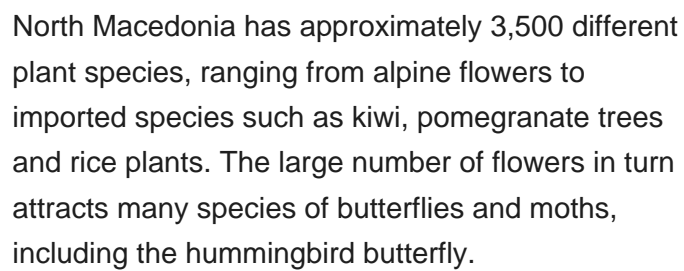 North Macedonia has approximately 3,500 different
plant species, ranging from alpine flowers to
imported species such as kiwi, pomegranate trees
and rice plants. The large number of flowers in turn
attracts many species of butterflies and moths,
including the hummingbird butterfly.